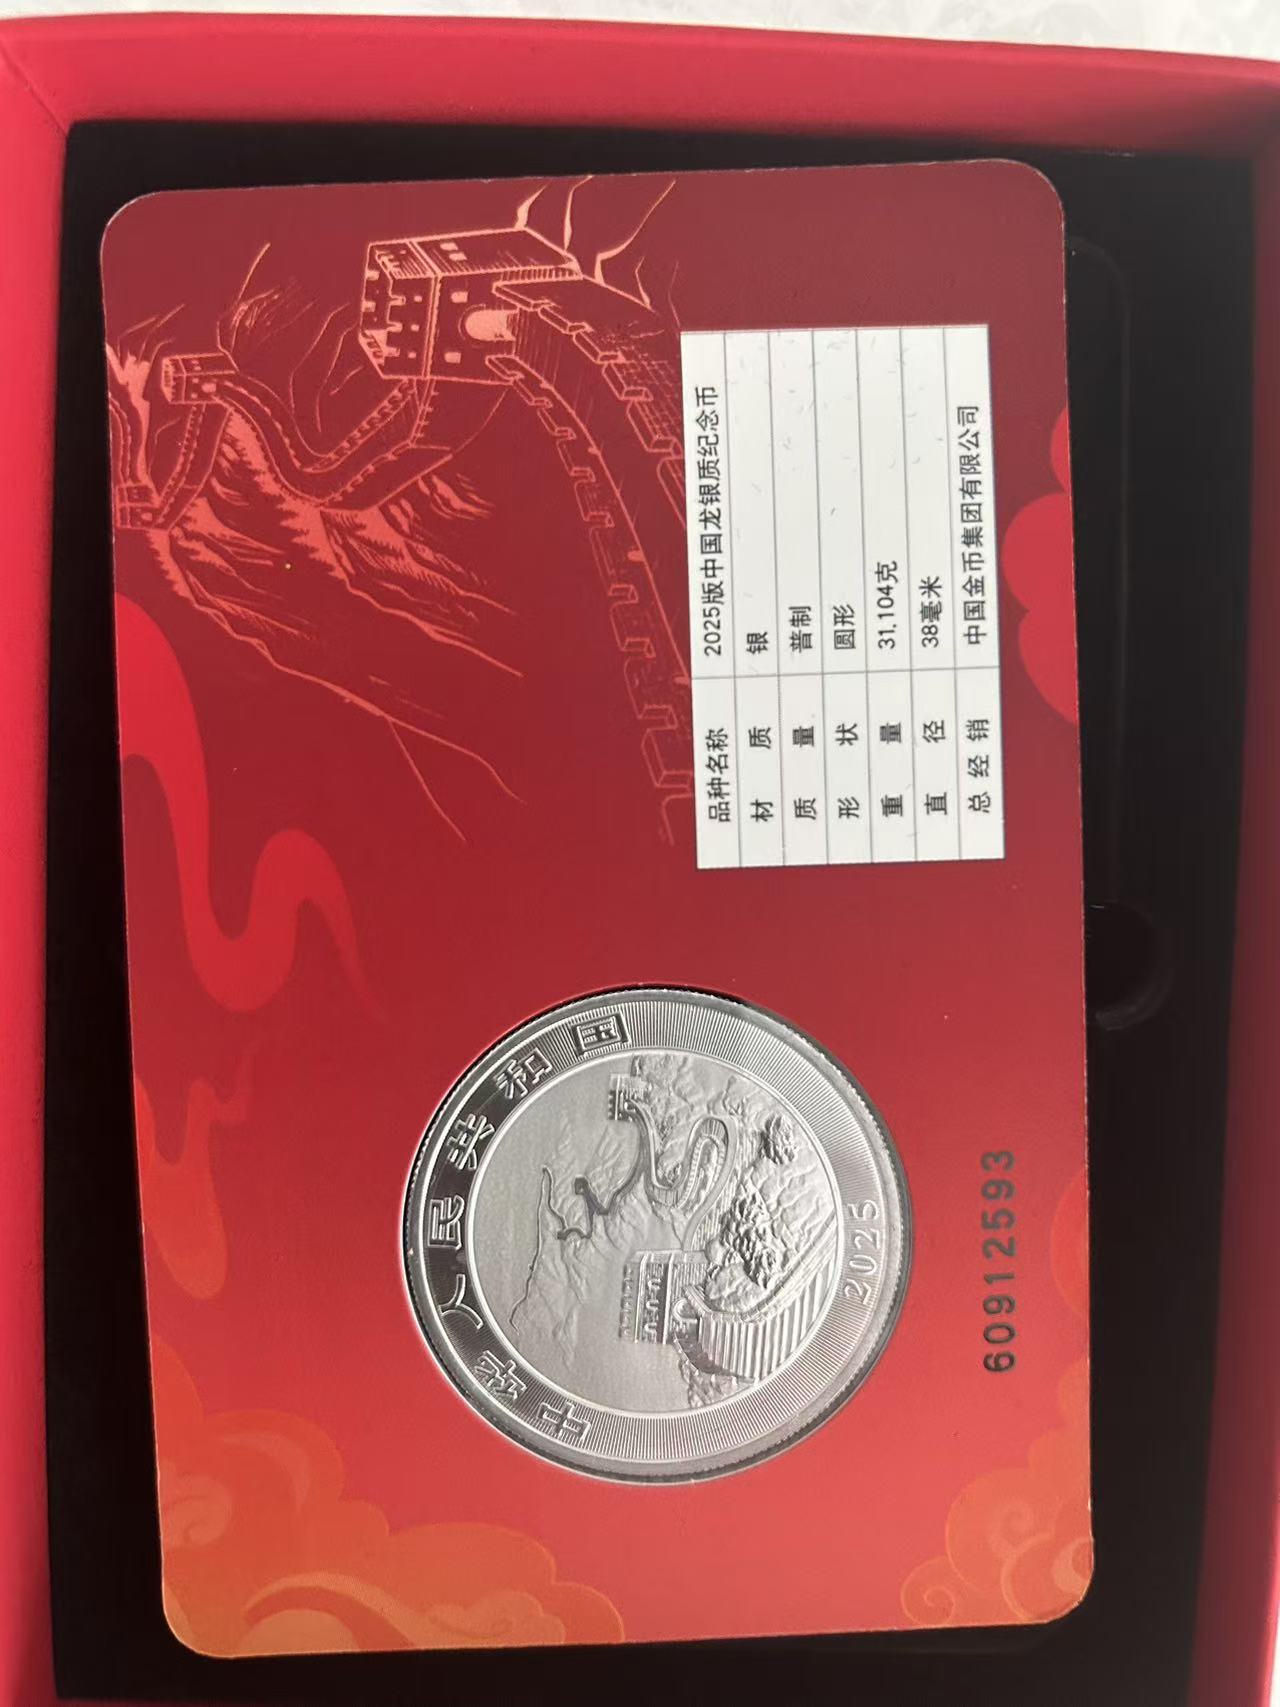 中华人民共和国
2025
60912593
品种名称 2025版中国龙银质纪念币
材质 银
质量 普制
形状 圆形
重量 31.104克
直径 38毫米
总经销 中国金币集团有限公司